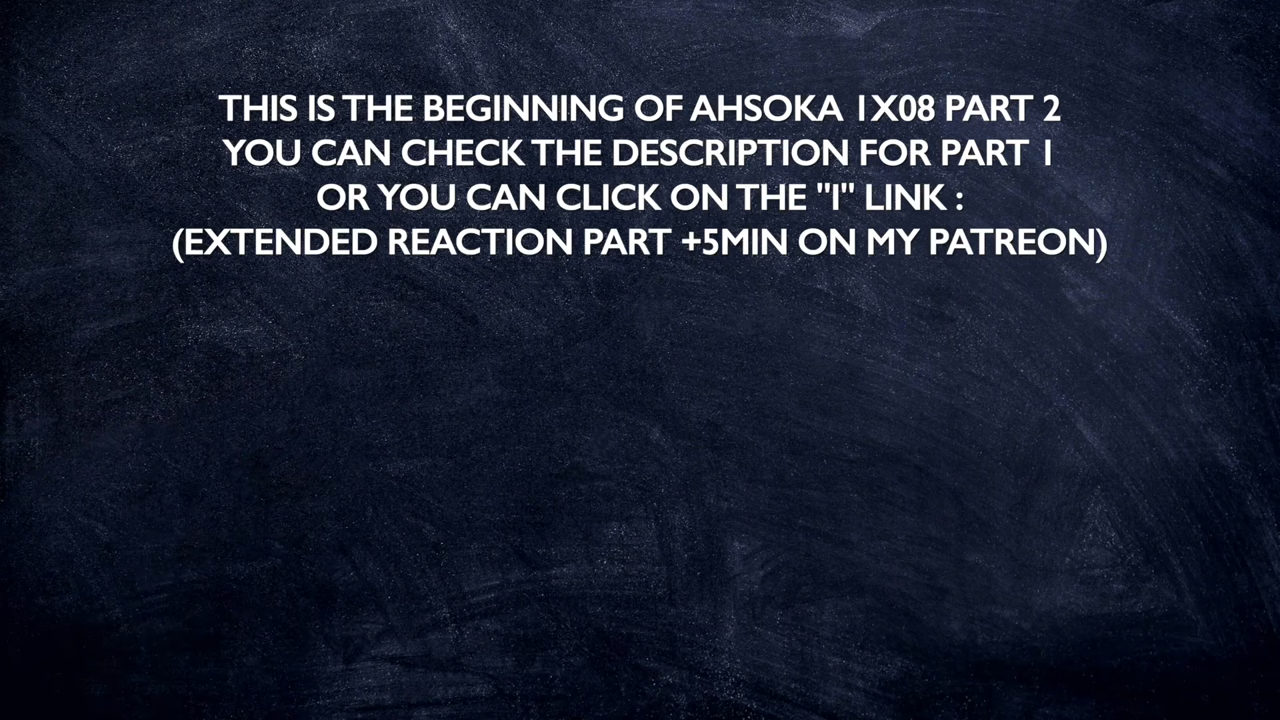 THIS IS THE BEGINNING OF AHSOKA 1X08 PART 2
YOU CAN CHECK THE DESCRIPTION FOR PART 1
OR YOU CAN CLICK ON THE "I" LINK :
(EXTENDED REACTION PART +5MIN ON MY PATREON)